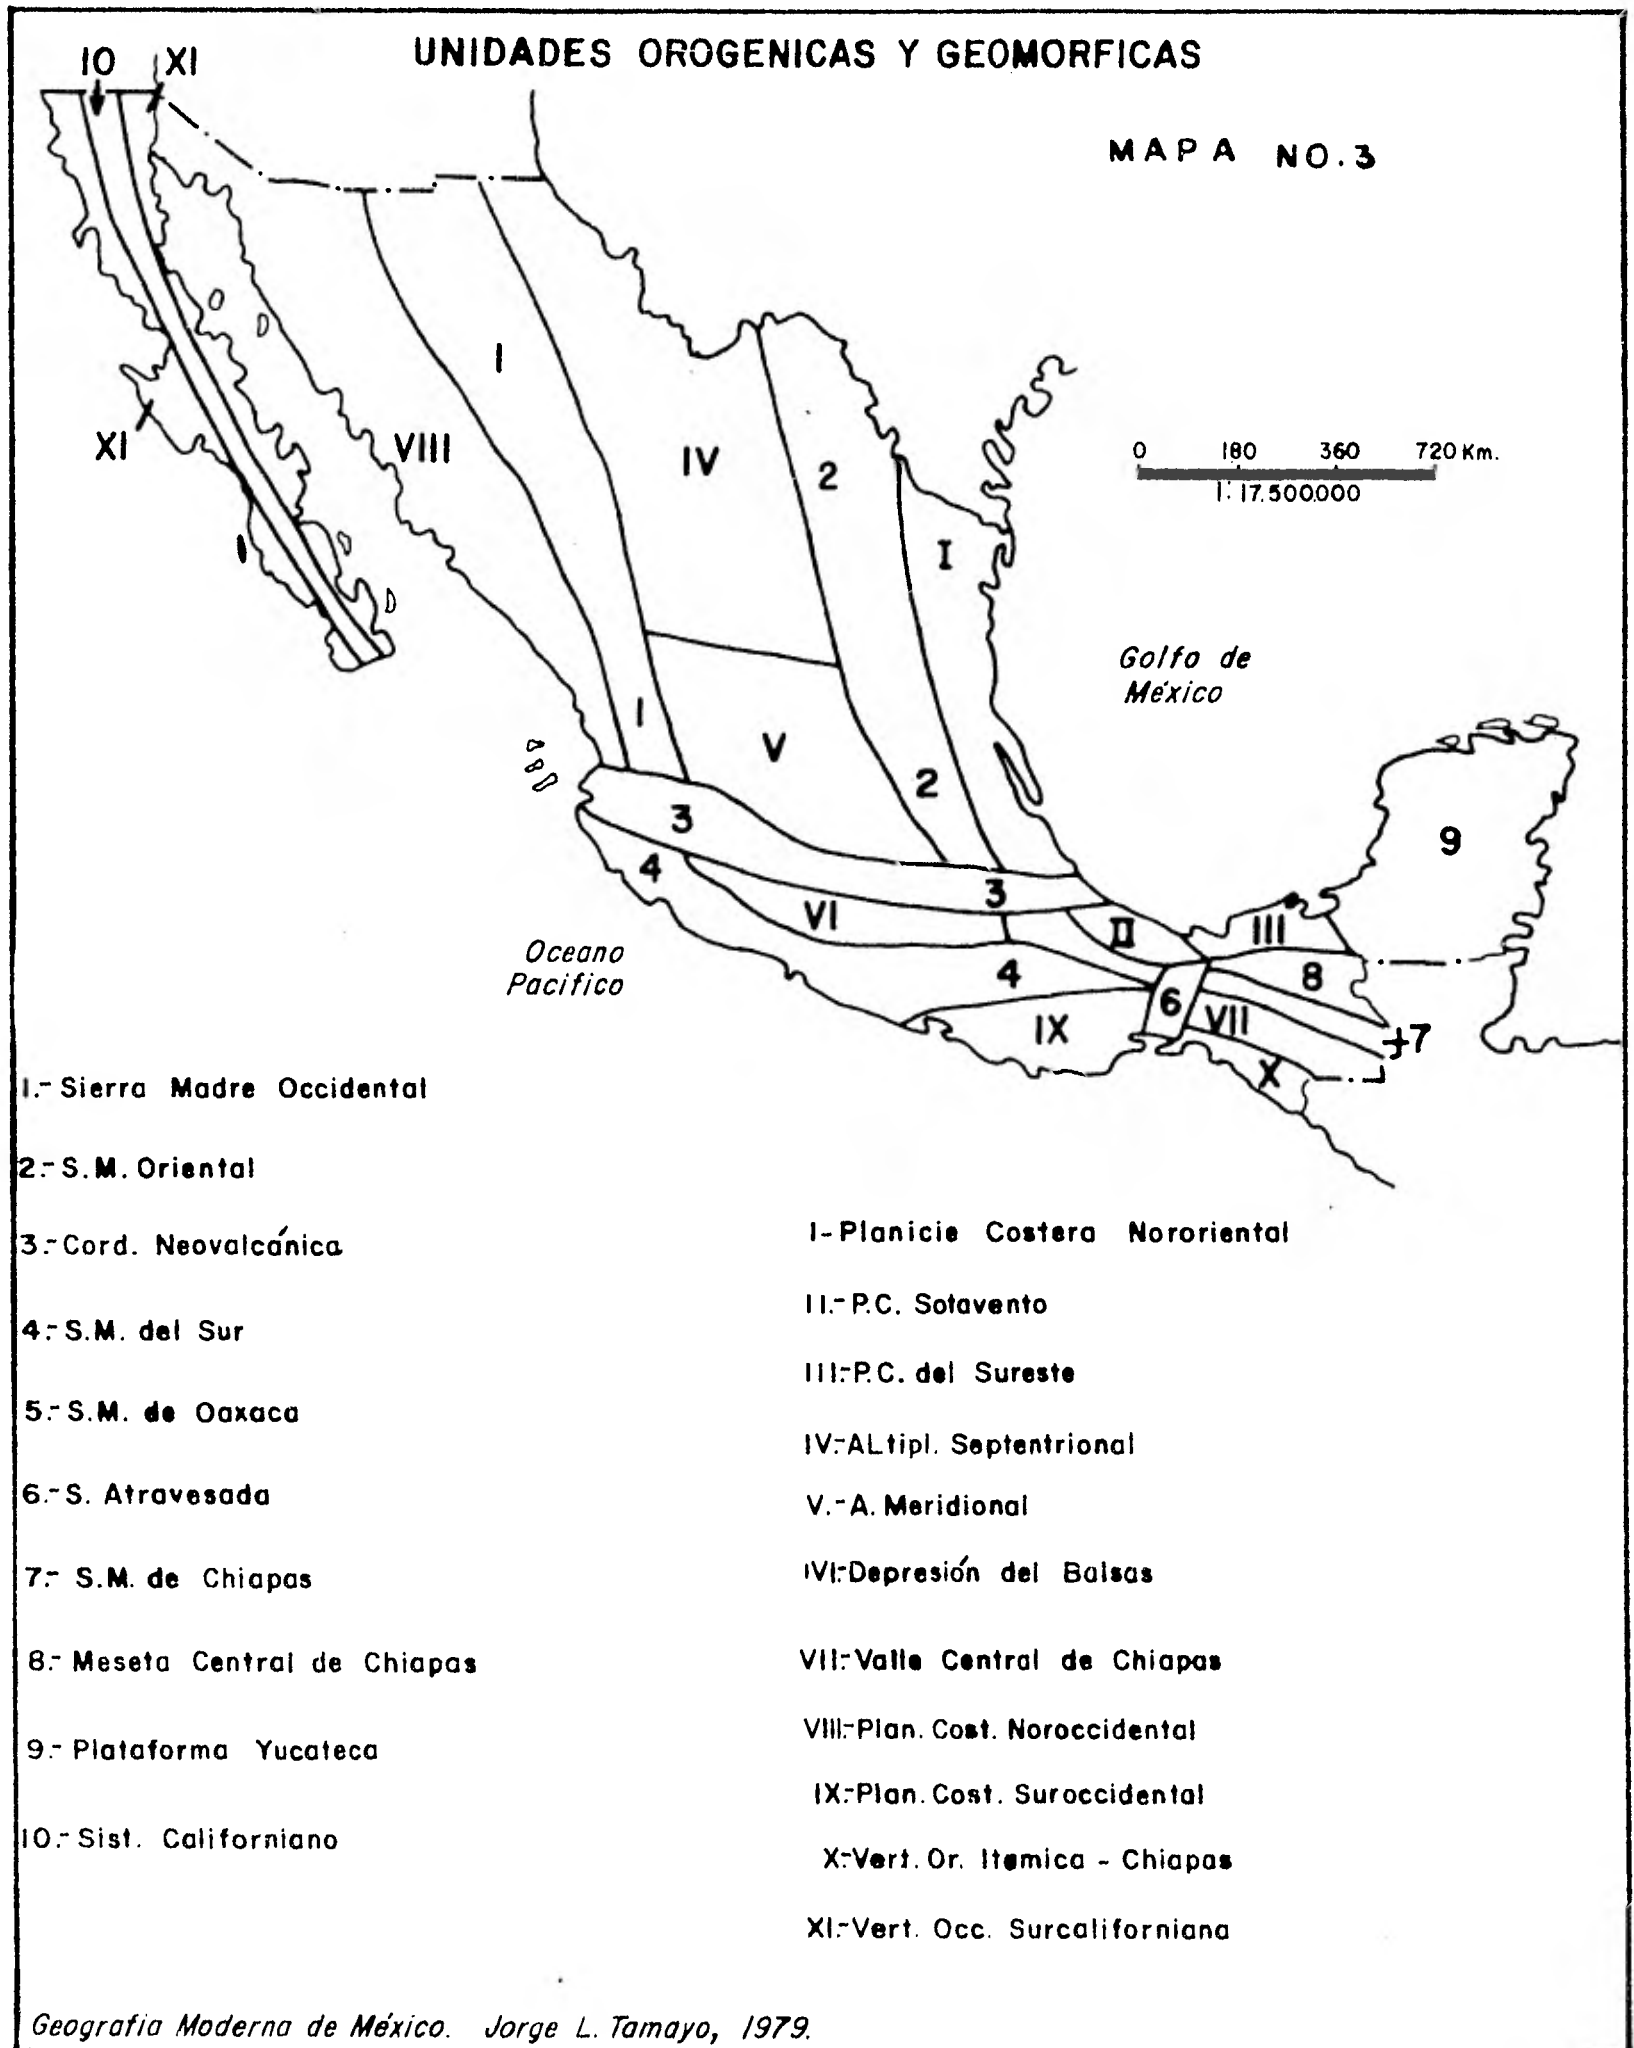 UNIDADES OROGENICAS Y GEOMORFICAS
10
XI
MAPA NO.3
I
XI
VIII
IV
2
0 180 360 720 Km.
1:17.500.000
I
Golfo de
México
I
V
2
3
9
4
3
VI
II
III
Oceano
Pacifico
4
8
6
IX
VII
7
X
1.- Sierra Madre Occidental
2.- S.M. Oriental
3.- Cord. Neovalcánica
4.- S.M. del Sur
5.- S.M. de Oaxaca
6.- S. Atravesada
7.- S.M. de Chiapas
8.- Meseta Central de Chiapas
9.- Plataforma Yucateca
10.- Sist. Californiano
I- Planicie Costera Nororiental
II.- P.C. Sotavento
III.- P.C. del Sureste
IV.- ALtipl. Septentrional
V.- A. Meridional
VI.- Depresión del Balsas
VII.- Valle Central de Chiapas
VIII.- Plan. Cost. Noroccidental
IX.- Plan. Cost. Suroccidental
X.- Vert. Or. Itemica - Chiapas
XI.- Vert. Occ. Surcaliforniana
Geografia Moderna de México. Jorge L. Tamayo, 1979.